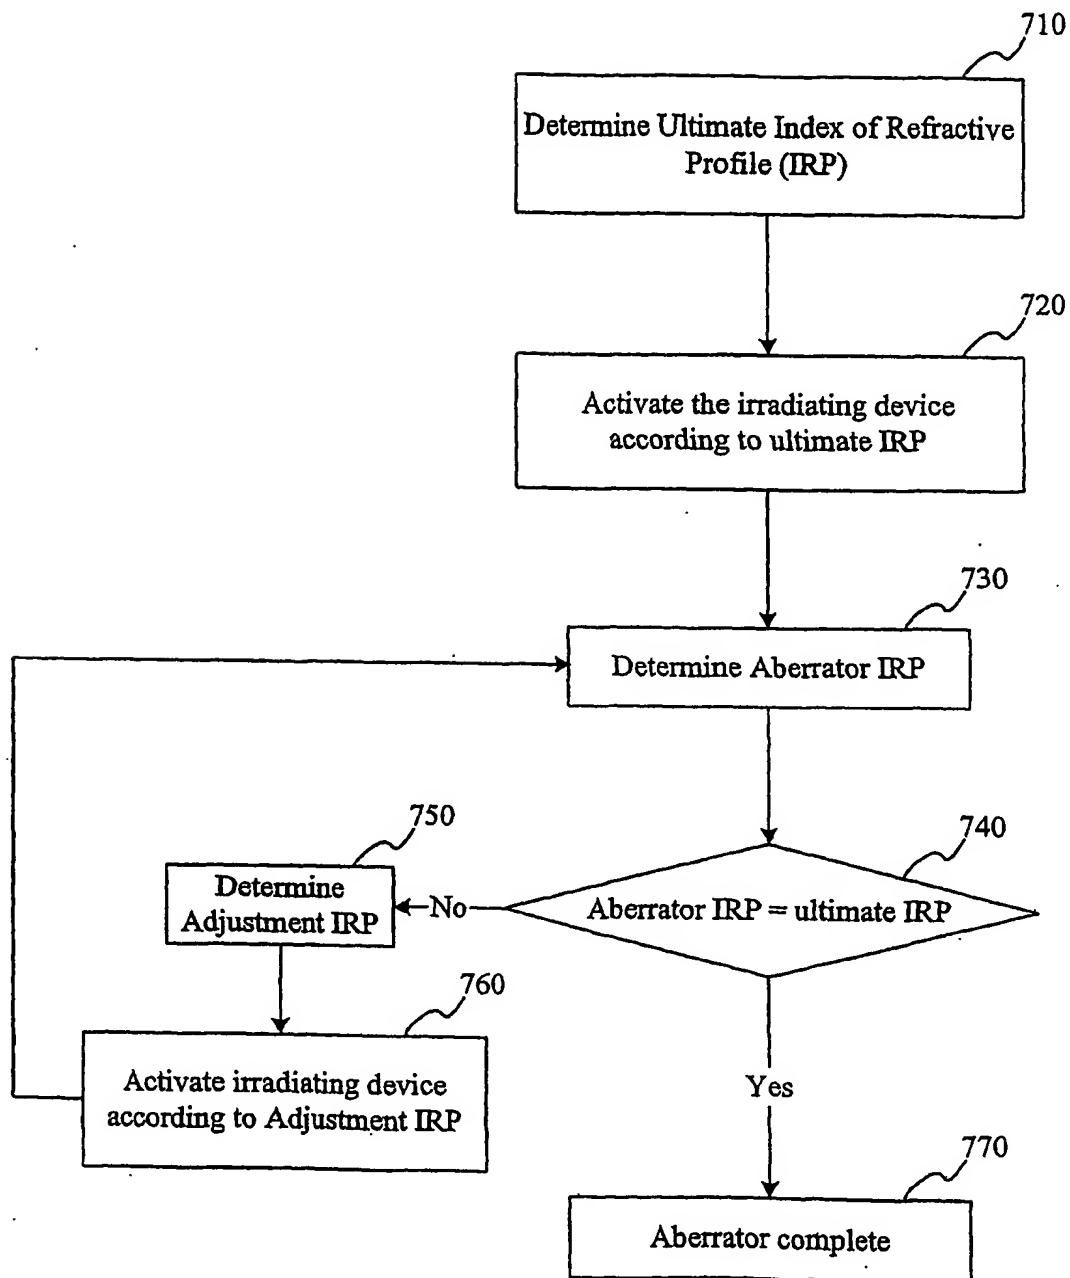 710
Determine Ultimate Index of Refractive
Profile (IRP)
720
Activate the irradiating device
according to ultimate IRP
730
Determine Aberrator IRP
740
Aberrator IRP = ultimate IRP
No
750
Determine
Adjustment IRP
760
Activate irradiating device
according to Adjustment IRP
Yes
770
Aberrator complete